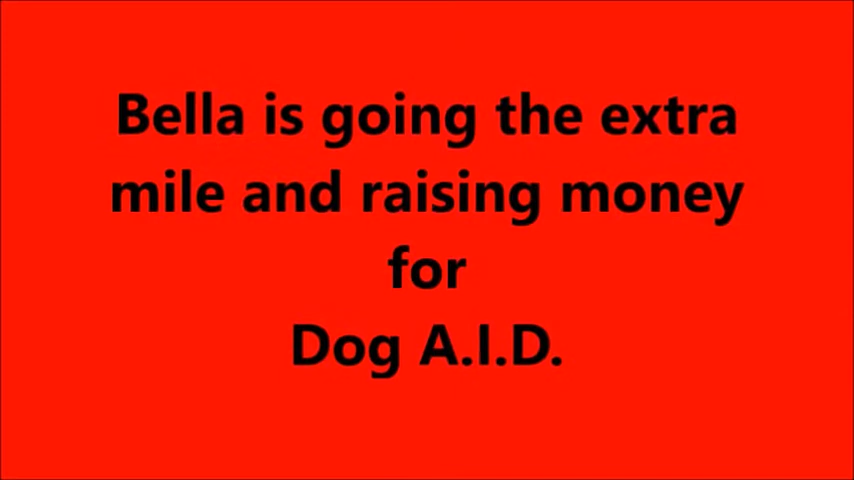 Bella is going the extra
mile and raising money
for
Dog A.I.D.